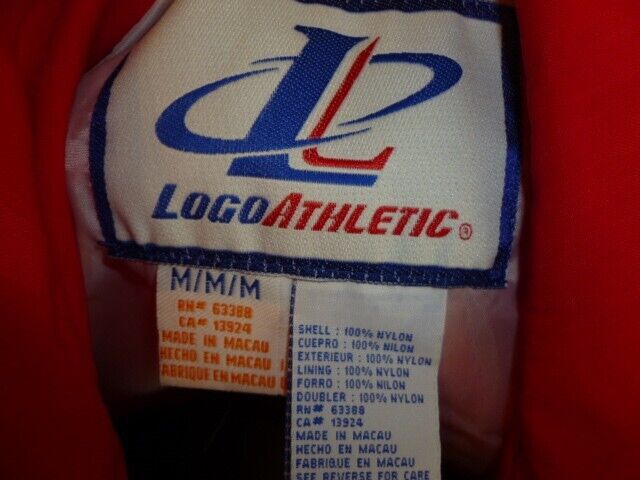 LOGOATHLETIC®
M/M/M
RN# 63388
CA# 13924
MADE IN MACAU
HECHO EN MACAU
FABRIQUE EN MACAU
SHELL : 100% NYLON
CUEPRO : 100% NILON
EXTERIEUR : 100% NYLON
LINING : 100% NYLON
FORRO : 100% NILON
DOUBLER : 100% NYLON
RN# 63388
CA# 13924
MADE IN MACAU
HECHO EN MACAU
FABRIQUE EN MACAU
SEE REVERSE FOR CARE